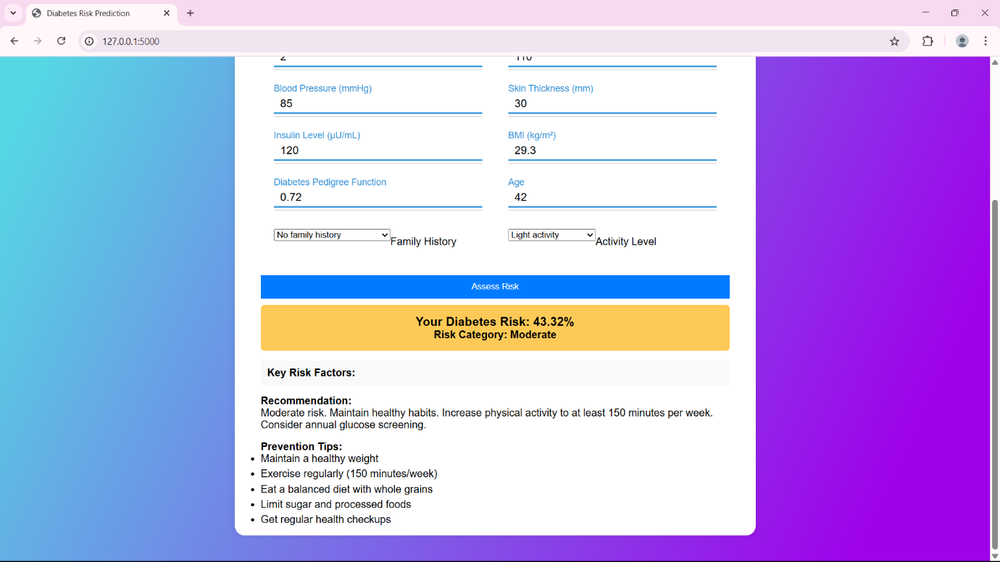 Diabetes Risk Prediction
127.0.0.1:5000
2 110
Blood Pressure (mmHg) Skin Thickness (mm)
85 30
Insulin Level (μU/mL) BMI (kg/m²)
120 29.3
Diabetes Pedigree Function Age
0.72 42
No family history Family History Light activity Activity Level
Assess Risk
Your Diabetes Risk: 43.32%
Risk Category: Moderate
Key Risk Factors:
Recommendation:
Moderate risk. Maintain healthy habits. Increase physical activity to at least 150 minutes per week.
Consider annual glucose screening.
Prevention Tips:
Maintain a healthy weight
Exercise regularly (150 minutes/week)
Eat a balanced diet with whole grains
Limit sugar and processed foods
Get regular health checkups